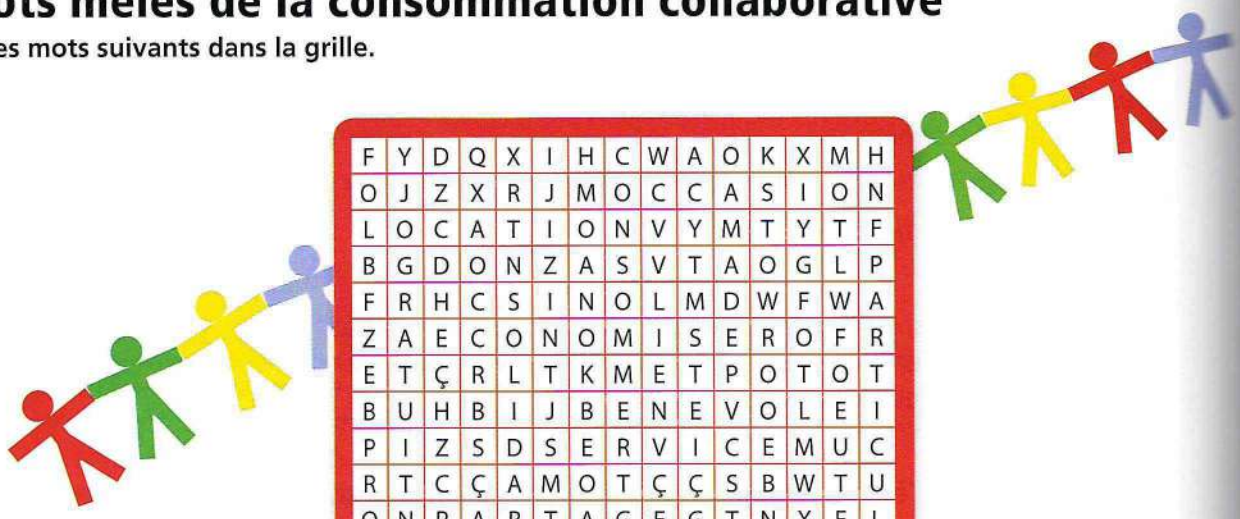 ots mêlés de la consommation collaborative
es mots suivants dans la grille.
F Y D Q X I H C W A O K X M H
O J Z X R J M O C C A S I O N
L O C A T I O N V Y M T Y T F
B G D O N Z A S V T A O G L P
F R H C S I N O L M D W F W A
Z A E C O N O M I S E R O F R
E T Ç R L T K M E T P O T O T
B U H B I J B E N E V O L E I
P I Z S D S E R V I C E M U C
R T C Ç A M O T Ç Ç S B W T U